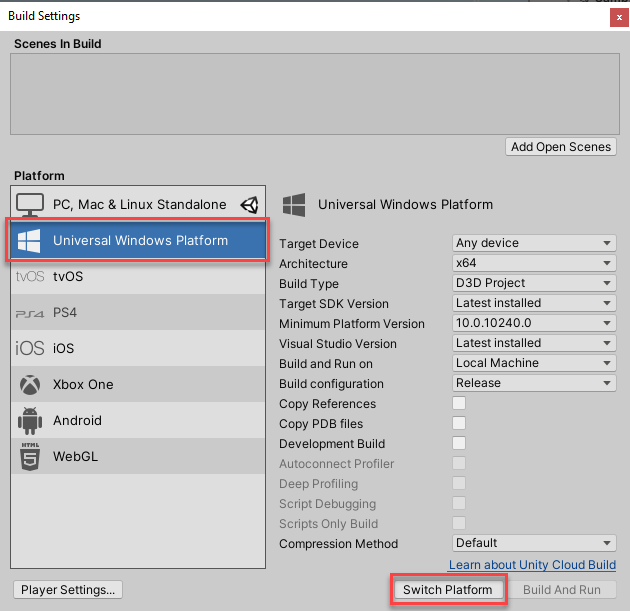 Build Settings
Scenes In Build
Add Open Scenes
Platform
PC, Mac & Linux Standalone
Universal Windows Platform
tvOS tvOS
PS4 PS4
iOS iOS
Xbox One
Android
HTML 5 WebGL
Universal Windows Platform
Target Device Any device
Architecture x64
Build Type D3D Project
Target SDK Version Latest installed
Minimum Platform Version 10.0.10240.0
Visual Studio Version Latest installed
Build and Run on Local Machine
Build configuration Release
Copy References
Copy PDB files
Development Build
Autoconnect Profiler
Deep Profiling
Script Debugging
Scripts Only Build
Compression Method Default
Learn about Unity Cloud Build
Player Settings...
Switch Platform
Build And Run